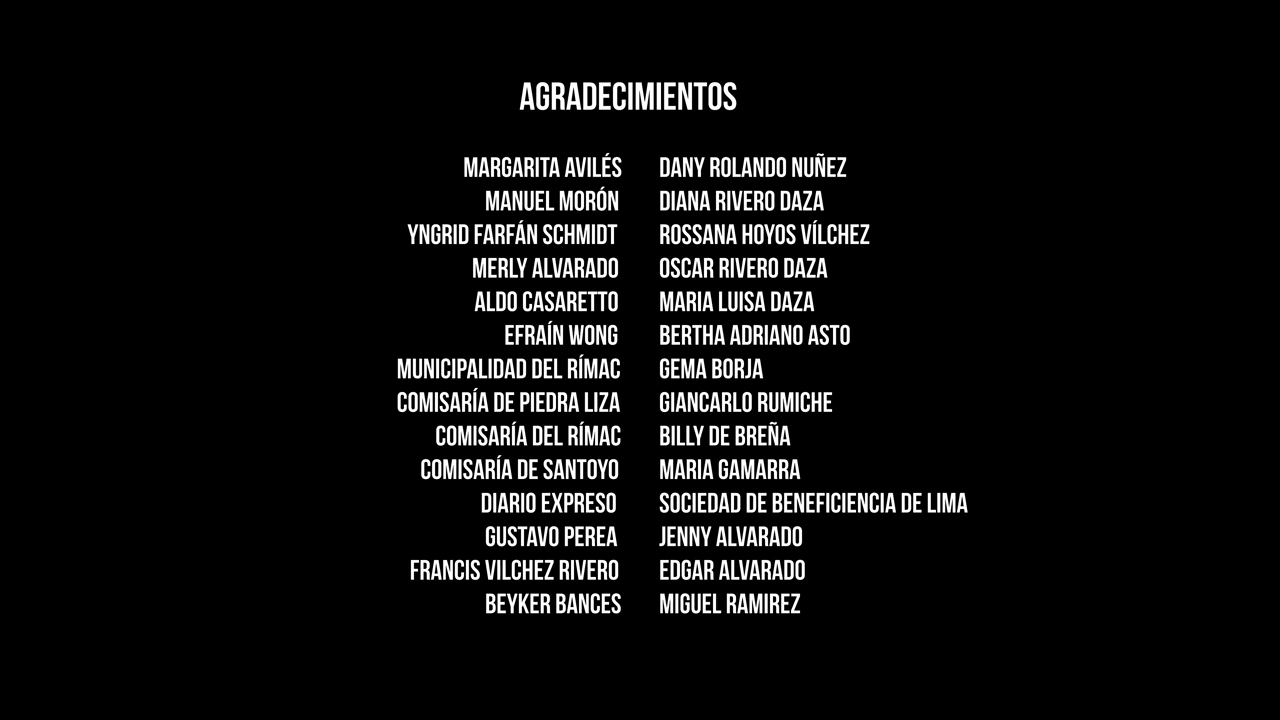 AGRADECIMIENTOS
MARGARITA AVILÉS DANY ROLANDO NUÑEZ
MANUEL MORÓN DIANA RIVERO DAZA
YNGRID FARFÁN SCHMIDT ROSSANA HOYOS VÍLCHEZ
MERLY ALVARADO OSCAR RIVERO DAZA
ALDO CASARETTO MARIA LUISA DAZA
EFRAÍN WONG BERTHA ADRIANO ASTO
MUNICIPALIDAD DEL RÍMAC GEMA BORJA
COMISARÍA DE PIEDRA LIZA GIANCARLO RUMICHE
COMISARÍA DEL RÍMAC BILLY DE BREÑA
COMISARÍA DE SANTOYO MARIA GAMARRA
DIARIO EXPRESO SOCIEDAD DE BENEFICIENCIA DE LIMA
GUSTAVO PEREA JENNY ALVARADO
FRANCIS VILCHEZ RIVERO EDGAR ALVARADO
BEYKER BANCES MIGUEL RAMIREZ